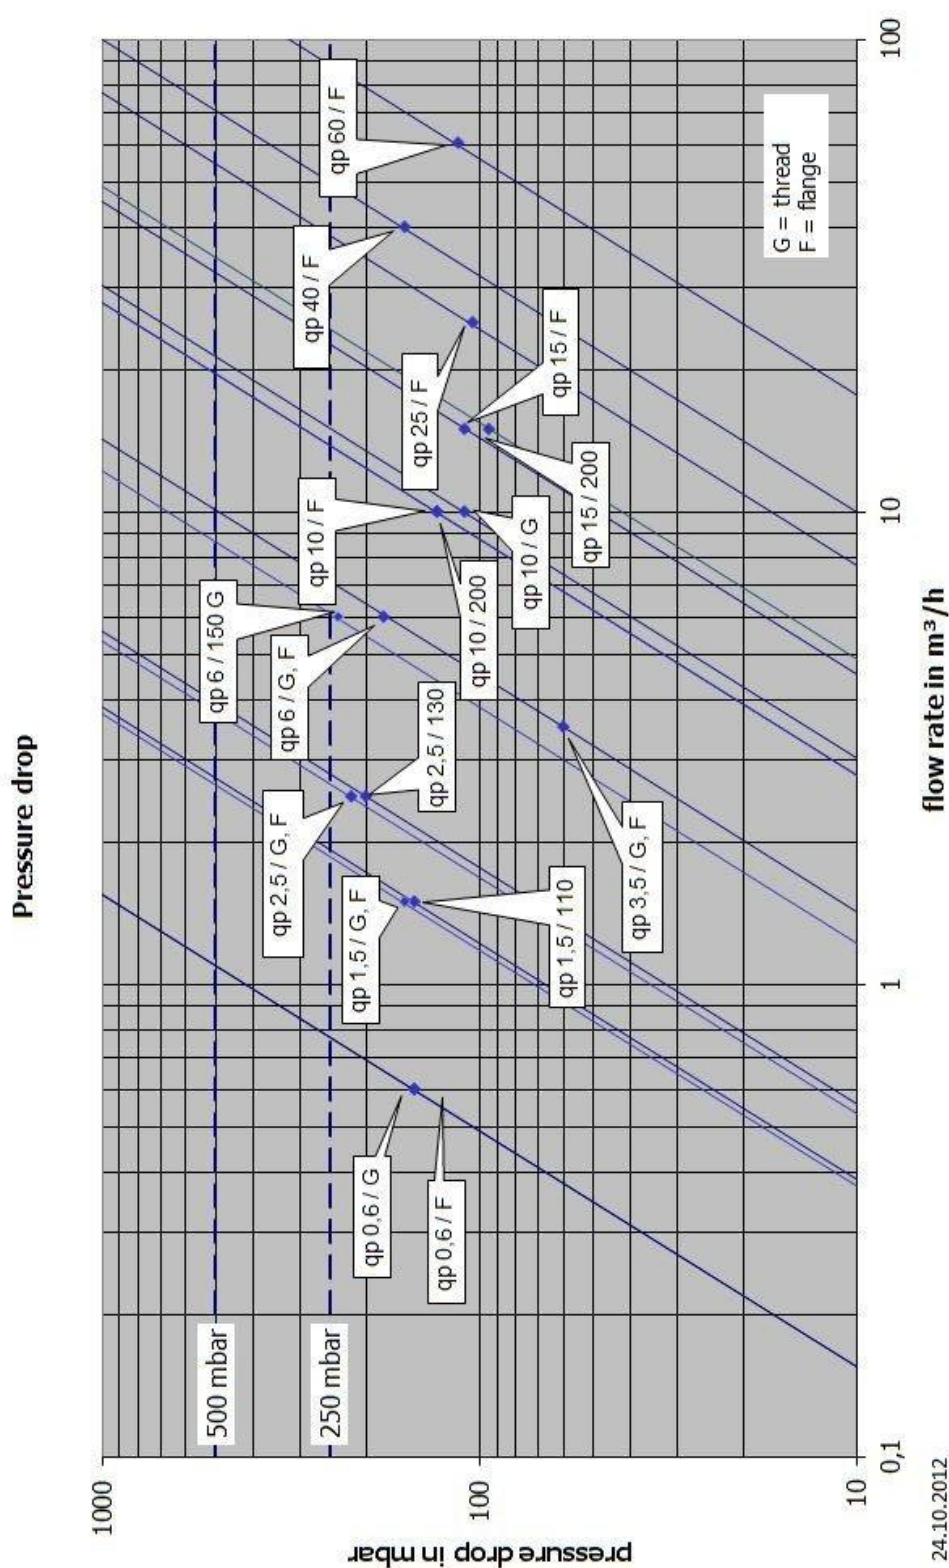 Pressure drop
1000
100
10
pressure drop in mbar
500 mbar
250 mbar
qp 0,6 / G
qp 0,6 / F
qp 1,5 / G, F
qp 1,5 / 110
qp 2,5 / G, F
qp 2,5 / 130
qp 3,5 / G, F
qp 6 / 150 G
qp 6 / G, F
qp 10 / F
qp 10 / 200
qp 10 / G
qp 25 / F
qp 15 / F
qp 15 / 200
qp 40 / F
qp 60 / F
G = thread
F = flange
0,1
1
10
100
flow rate in m³/h
24.10.2012